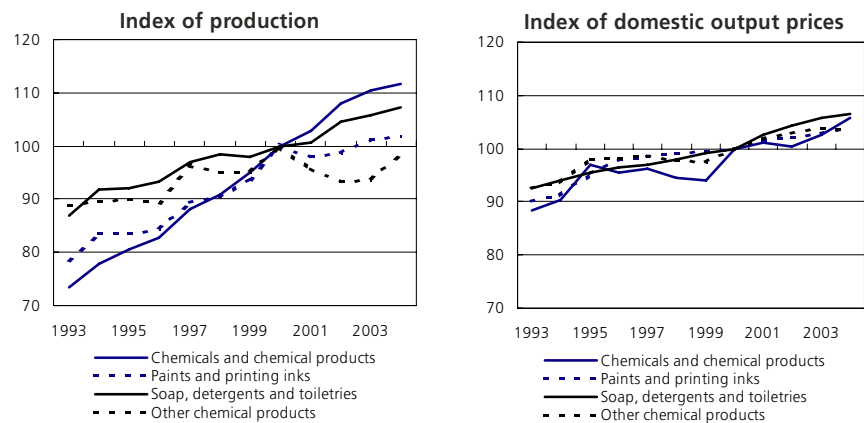 Index of production
120
110
100
90
80
70
1993 1995 1997 1999 2001 2003
Chemicals and chemical products
Paints and printing inks
Soap, detergents and toiletries
Other chemical products
Index of domestic output prices
120
110
100
90
80
70
1993 1995 1997 1999 2001 2003
Chemicals and chemical products
Paints and printing inks
Soap, detergents and toiletries
Other chemical products